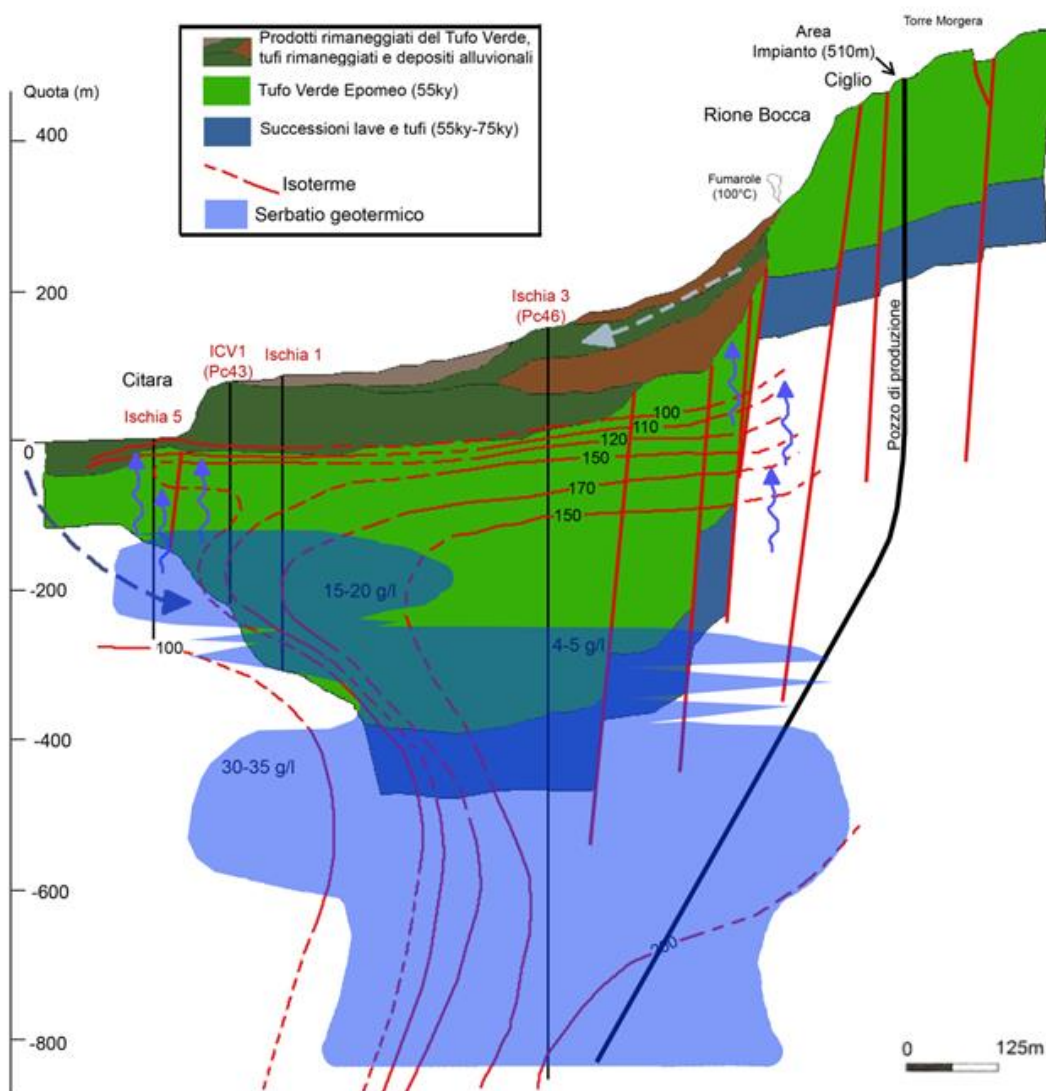 Prodotti rimaneggiati del Tufo Verde,
tufi rimaneggiati e depositi alluvionali
Tufo Verde Epomeo (55ky)
Successioni lave e tufi (55ky-75ky)
Isoterme
Serbatio geotermico
Torre Morgera
Area
Impianto (510m)
Ciglio
Rione Bocca
Fumarole
(100°C)
Quota (m)
400
200
0
-200
-400
-600
-800
Ischia 3
(Pc46)
ICV1
(Pc43)
Ischia 1
Citara
Ischia 5
Pozzo di produzione
100
110
120
150
170
150
15-20 g/l
4-5 g/l
100
30-35 g/l
200
0
125m